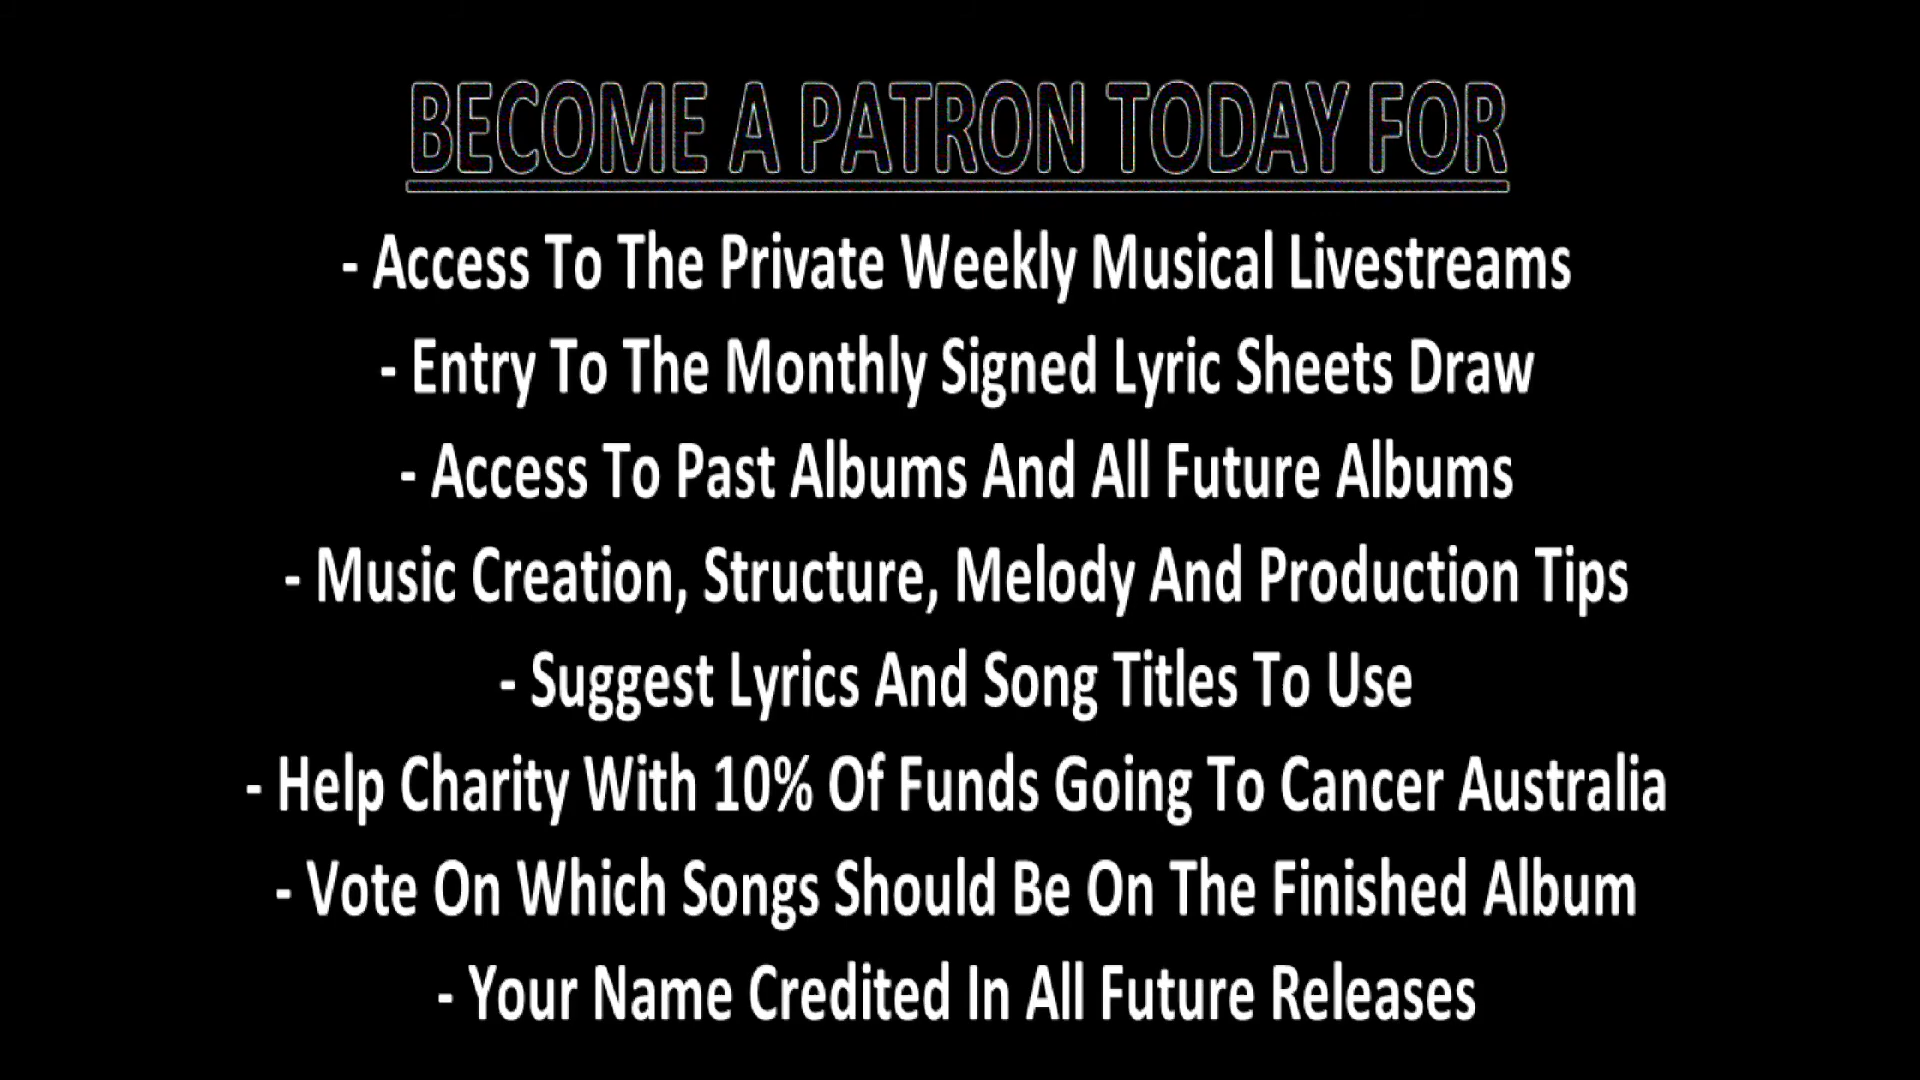 BECOME A PATRON TODAY FOR
- Access To The Private Weekly Musical Livestreams
- Entry To The Monthly Signed Lyric Sheets Draw
- Access To Past Albums And All Future Albums
- Music Creation, Structure, Melody And Production Tips
- Suggest Lyrics And Song Titles To Use
- Help Charity With 10% Of Funds Going To Cancer Australia
- Vote On Which Songs Should Be On The Finished Album
- Your Name Credited In All Future Releases